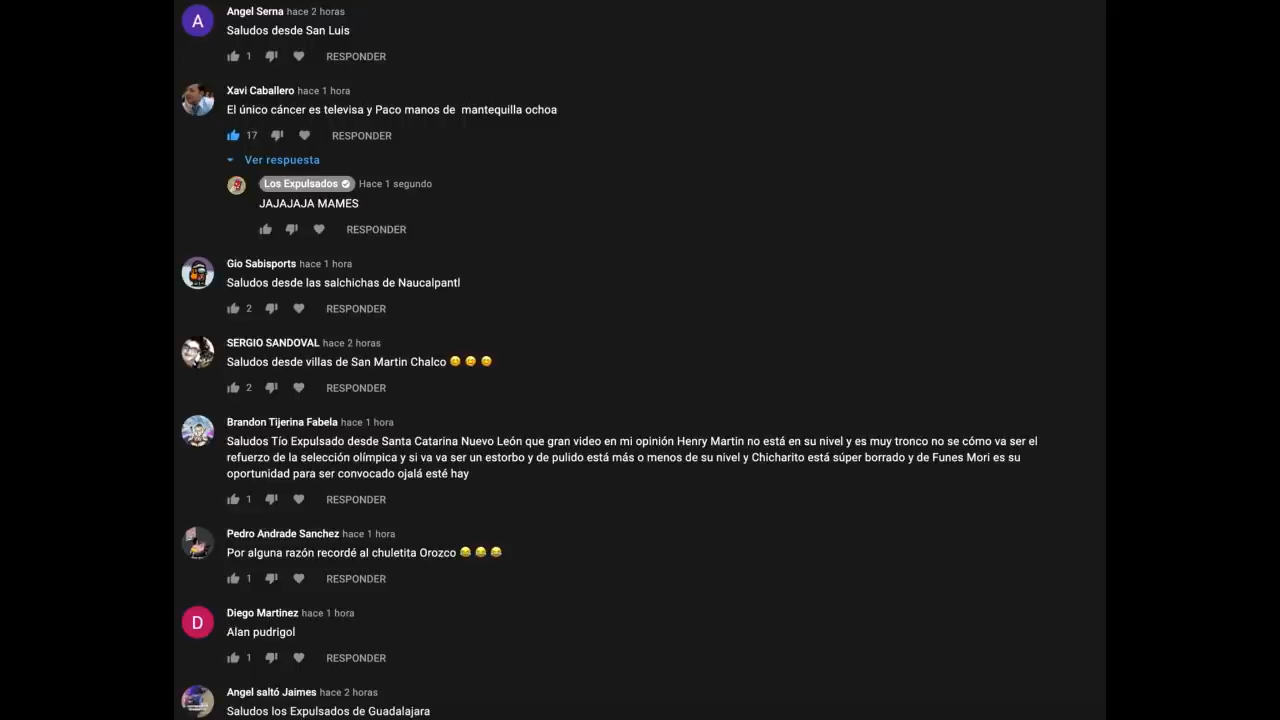 Angel Serna hace 2 horas
Saludos desde San Luis
1 RESPONDER
Xavi Caballero hace 1 hora
El único cáncer es televisa y Paco manos de mantequilla ochoa
17 RESPONDER
Ver respuesta
Los Expulsados Hace 1 segundo
JAJAJAJA MAMES
RESPONDER
Gio Sabisports hace 1 hora
Saludos desde las salchichas de Naucalpantl
2 RESPONDER
SERGIO SANDOVAL hace 2 horas
Saludos desde villas de San Martin Chalco 😊 😊 😊
2 RESPONDER
Brandon Tijerina Fabela hace 1 hora
Saludos Tío Expulsado desde Santa Catarina Nuevo León que gran video en mi opinión Henry Martin no está en su nivel y es muy tronco no se cómo va ser el
refuerzo de la selección olímpica y si va va ser un estorbo y de pulido está más o menos de su nivel y Chicharito está súper borrado y de Funes Mori es su
oportunidad para ser convocado ojalá esté hay
1 RESPONDER
Pedro Andrade Sanchez hace 1 hora
Por alguna razón recordé al chuletita Orozco 😂 😂 😂
1 RESPONDER
D
Diego Martinez hace 1 hora
Alan pudrigol
1 RESPONDER
Angel saltó Jaimes hace 2 horas
Saludos los Expulsados de Guadalajara